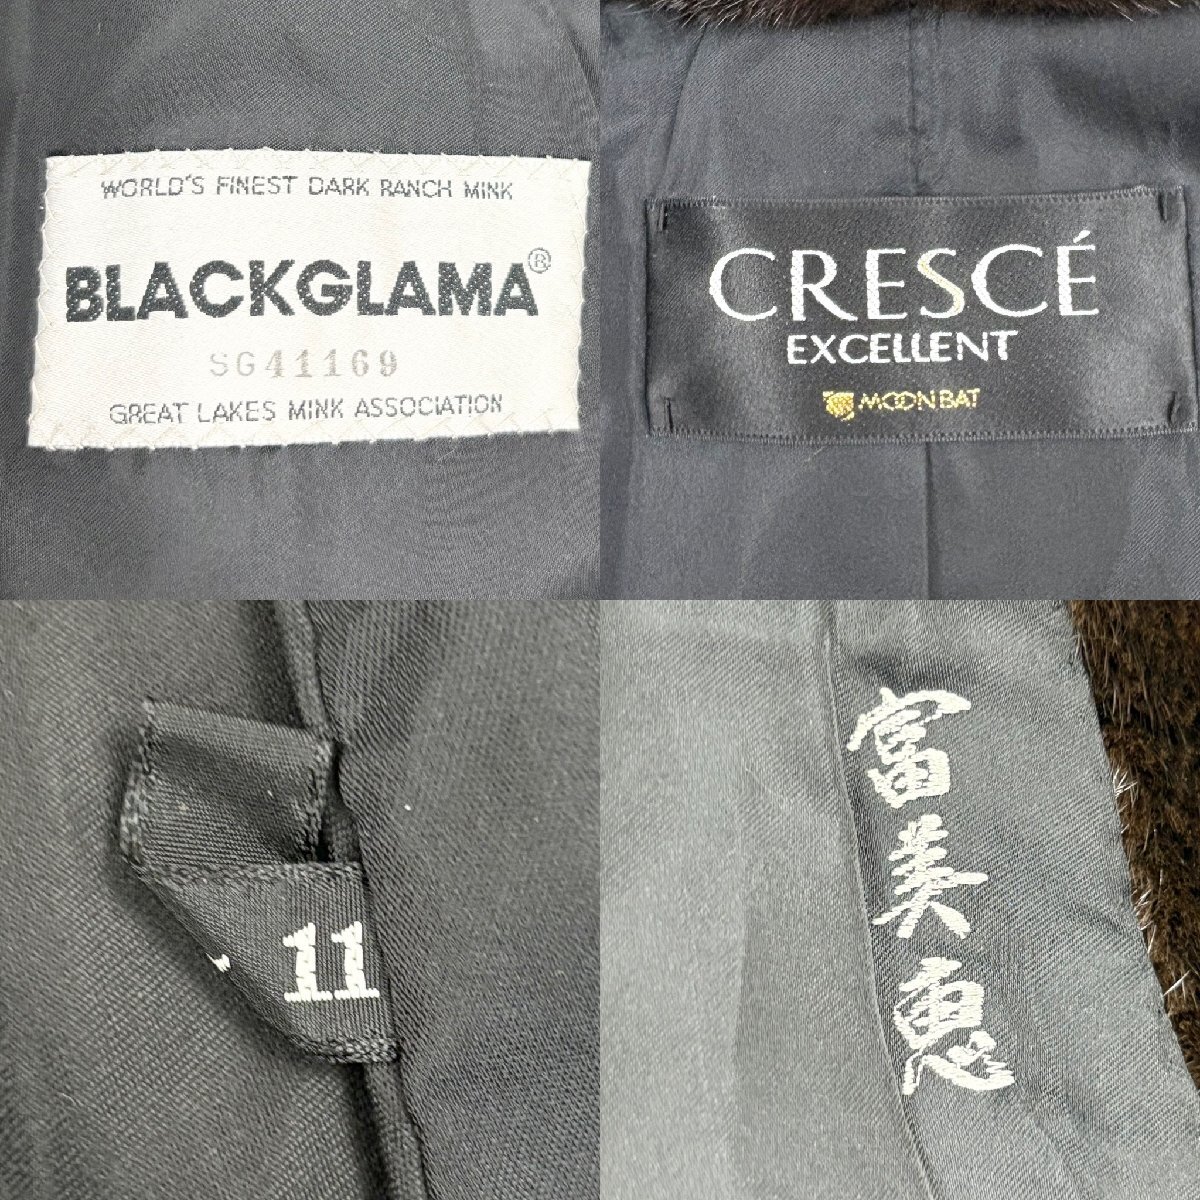 WORLD'S FINEST DARK RANCH MINK
BLACKGLAMA®
SG41169
GREAT LAKES MINK ASSOCIATION
CRESCÉ
EXCELLENT
MOONBAT
11
富美恵